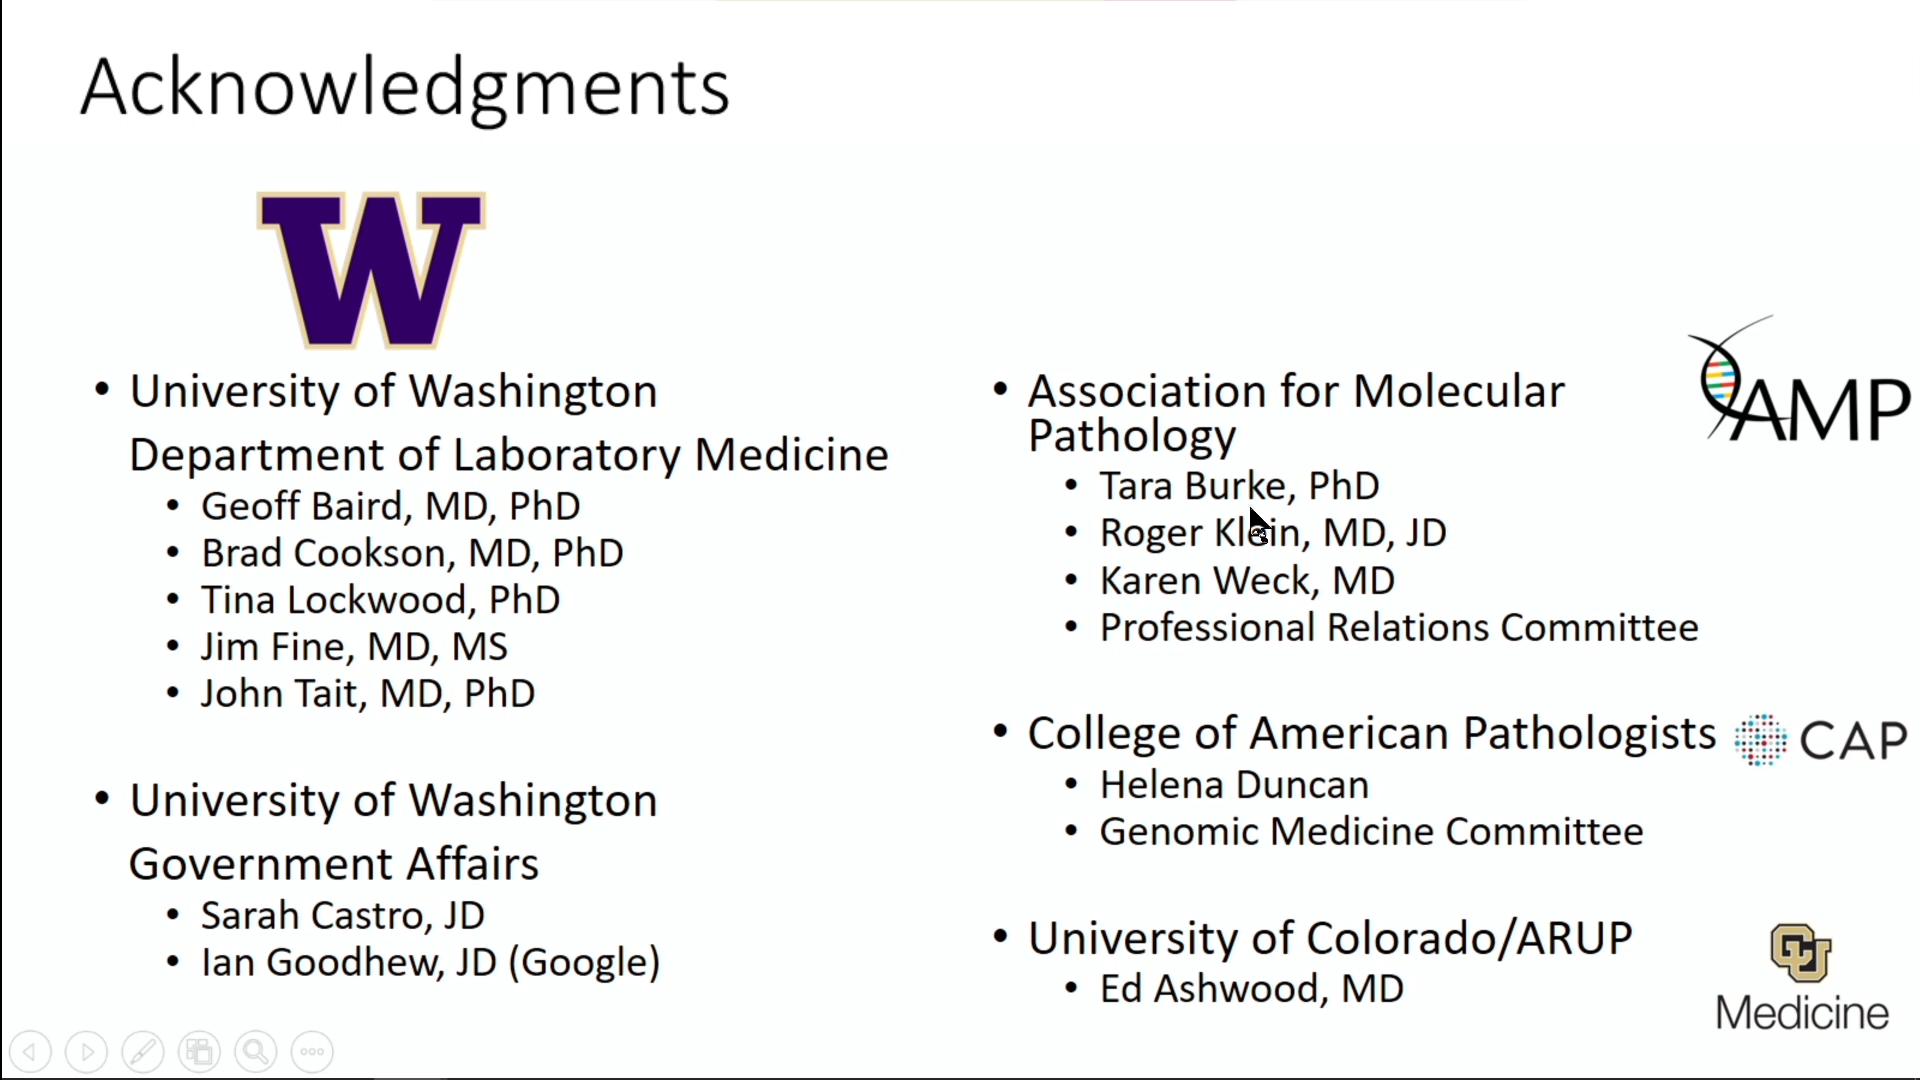 Acknowledgments
W
• University of Washington
Department of Laboratory Medicine
• Geoff Baird, MD, PhD
• Brad Cookson, MD, PhD
• Tina Lockwood, PhD
• Jim Fine, MD, MS
• John Tait, MD, PhD
• University of Washington
Government Affairs
• Sarah Castro, JD
• Ian Goodhew, JD (Google)
• Association for Molecular
Pathology
AMP
• Tara Burke, PhD
• Roger Klein, MD, JD
• Karen Weck, MD
• Professional Relations Committee
• College of American Pathologists
CAP
• Helena Duncan
• Genomic Medicine Committee
• University of Colorado/ARUP
• Ed Ashwood, MD
CU
Medicine